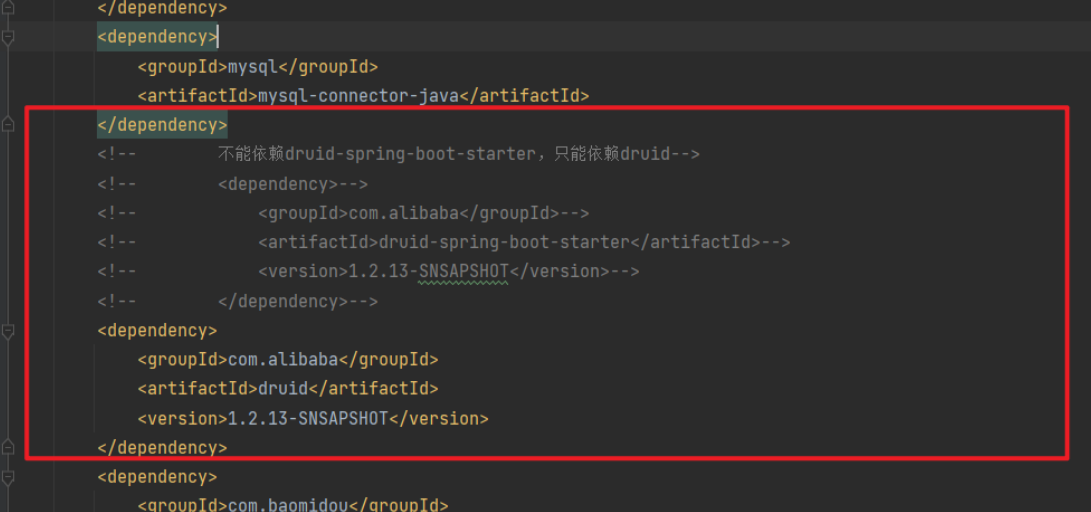 </dependency>
<dependency>
<groupId>mysql</groupId>
<artifactId>mysql-connector-java</artifactId>
</dependency>
<!-- 不能依赖druid-spring-boot-starter，只能依赖druid-->
<!-- <dependency>-->
<!-- <groupId>com.alibaba</groupId>-->
<!-- <artifactId>druid-spring-boot-starter</artifactId>-->
<!-- <version>1.2.13-SNSAPSHOT</version>-->
<!-- </dependency>-->
<dependency>
<groupId>com.alibaba</groupId>
<artifactId>druid</artifactId>
<version>1.2.13-SNSAPSHOT</version>
</dependency>
<dependency>
<groupId>com.baomidou</groupId>